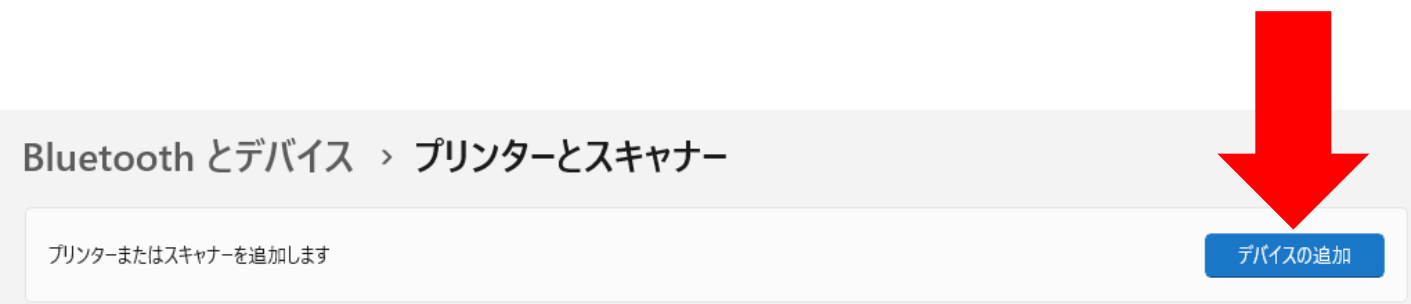 Bluetooth とデバイス › プリンターとスキャナー
プリンターまたはスキャナーを追加します
デバイスの追加